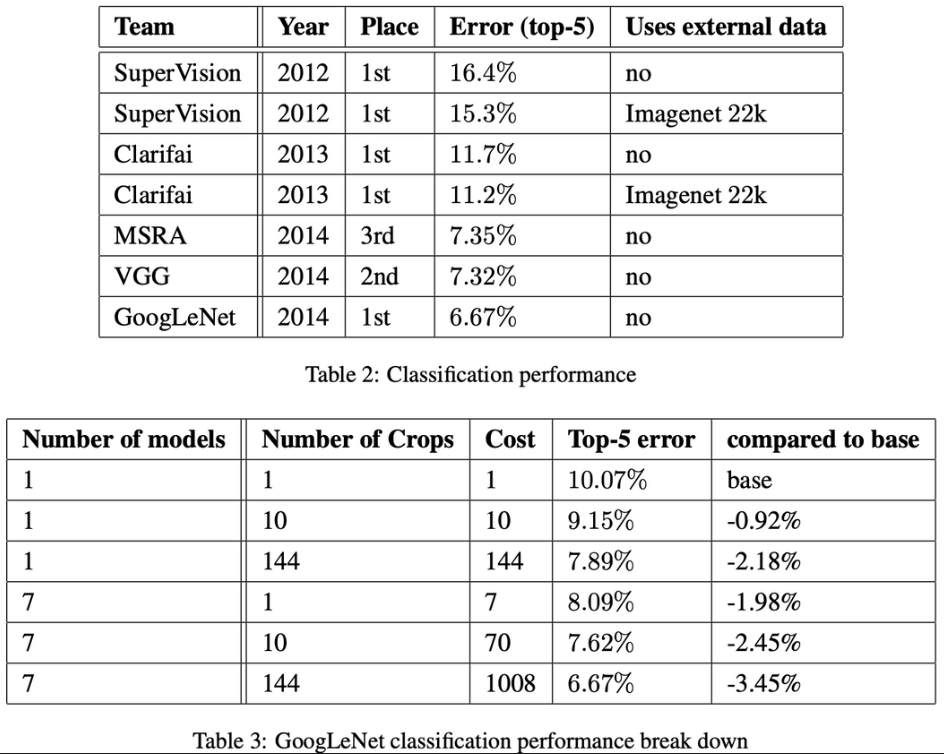 Team Year Place Error (top-5) Uses external data
SuperVision 2012 1st 16.4% no
SuperVision 2012 1st 15.3% Imagenet 22k
Clarifai 2013 1st 11.7% no
Clarifai 2013 1st 11.2% Imagenet 22k
MSRA 2014 3rd 7.35% no
VGG 2014 2nd 7.32% no
GoogLeNet 2014 1st 6.67% no
Table 2: Classification performance
Number of models Number of Crops Cost Top-5 error compared to base
1 1 1 10.07% base
1 10 10 9.15% -0.92%
1 144 144 7.89% -2.18%
7 1 7 8.09% -1.98%
7 10 70 7.62% -2.45%
7 144 1008 6.67% -3.45%
Table 3: GoogLeNet classification performance break down